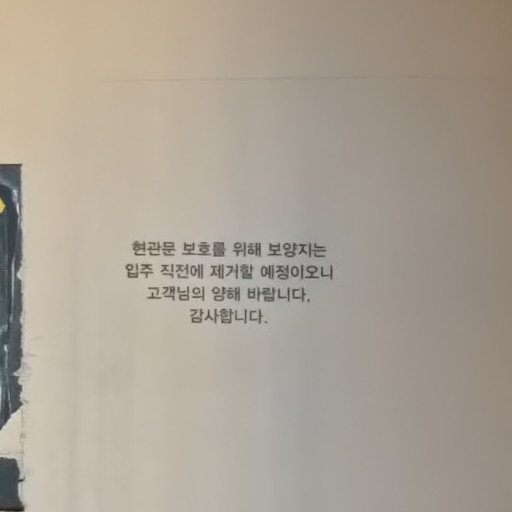 현관문 보호를 위해 보양지는
입주 직전에 제거할 예정이오니
고객님의 양해 바랍니다.
감사합니다.